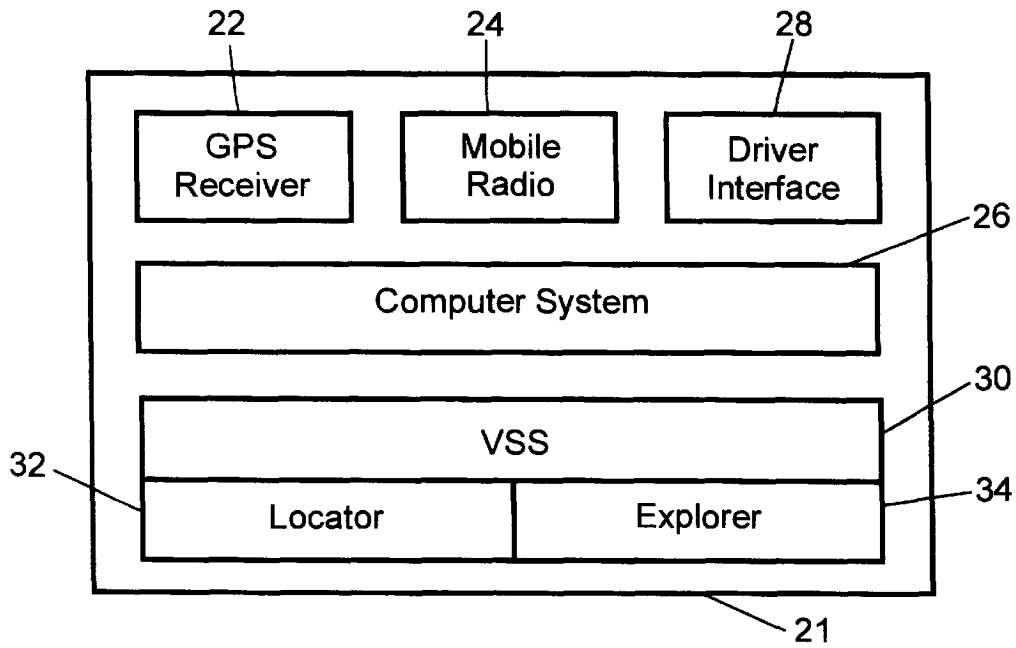 22
24
28
GPS
Receiver
Mobile
Radio
Driver
Interface
26
Computer System
30
VSS
32
34
Locator
Explorer
21